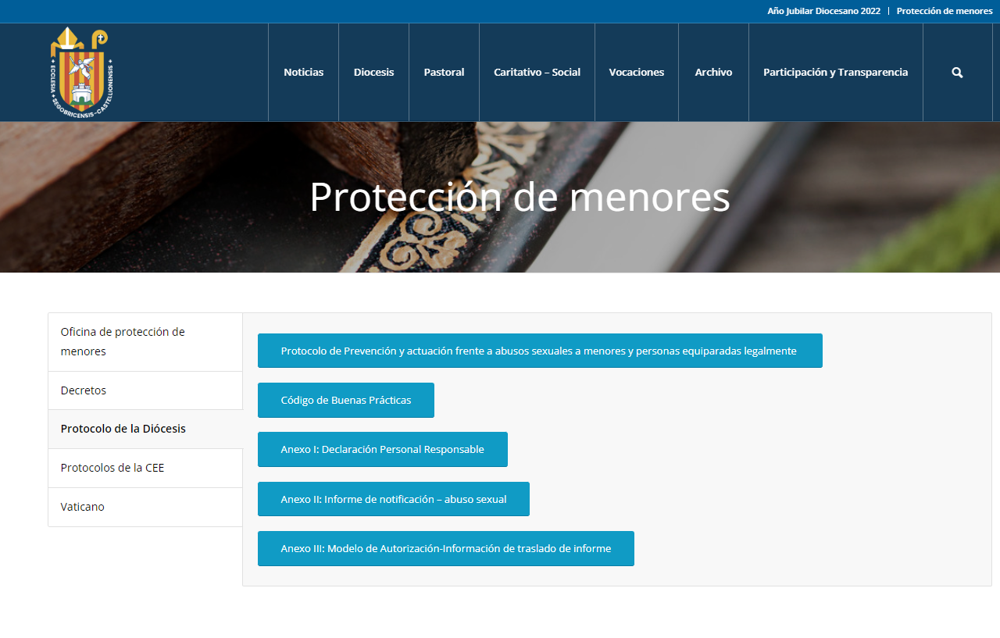 Año Jubilar Diocesano 2022 | Protección de menores
ECCLESIA ✦ SEGOBRICENSIS-CASTELLIONENSIS ✦
Noticias
Diocesis
Pastoral
Caritativo – Social
Vocaciones
Archivo
Participación y Transparencia
Protección de menores
Oficina de protección de
menores
Decretos
Protocolo de la Diócesis
Protocolos de la CEE
Vaticano
Protocolo de Prevención y actuación frente a abusos sexuales a menores y personas equiparadas legalmente
Código de Buenas Prácticas
Anexo I: Declaración Personal Responsable
Anexo II: Informe de notificación – abuso sexual
Anexo III: Modelo de Autorización-Información de traslado de informe